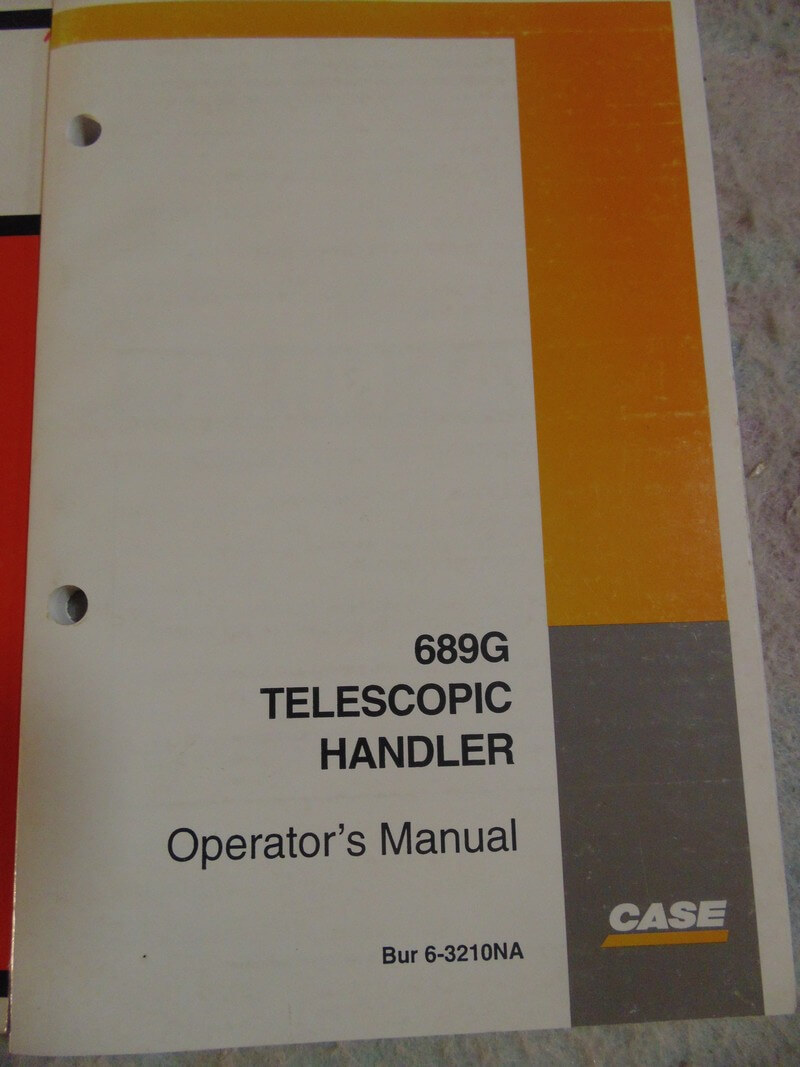 689G
TELESCOPIC
HANDLER
Operator's Manual
Bur 6-3210NA
CASE